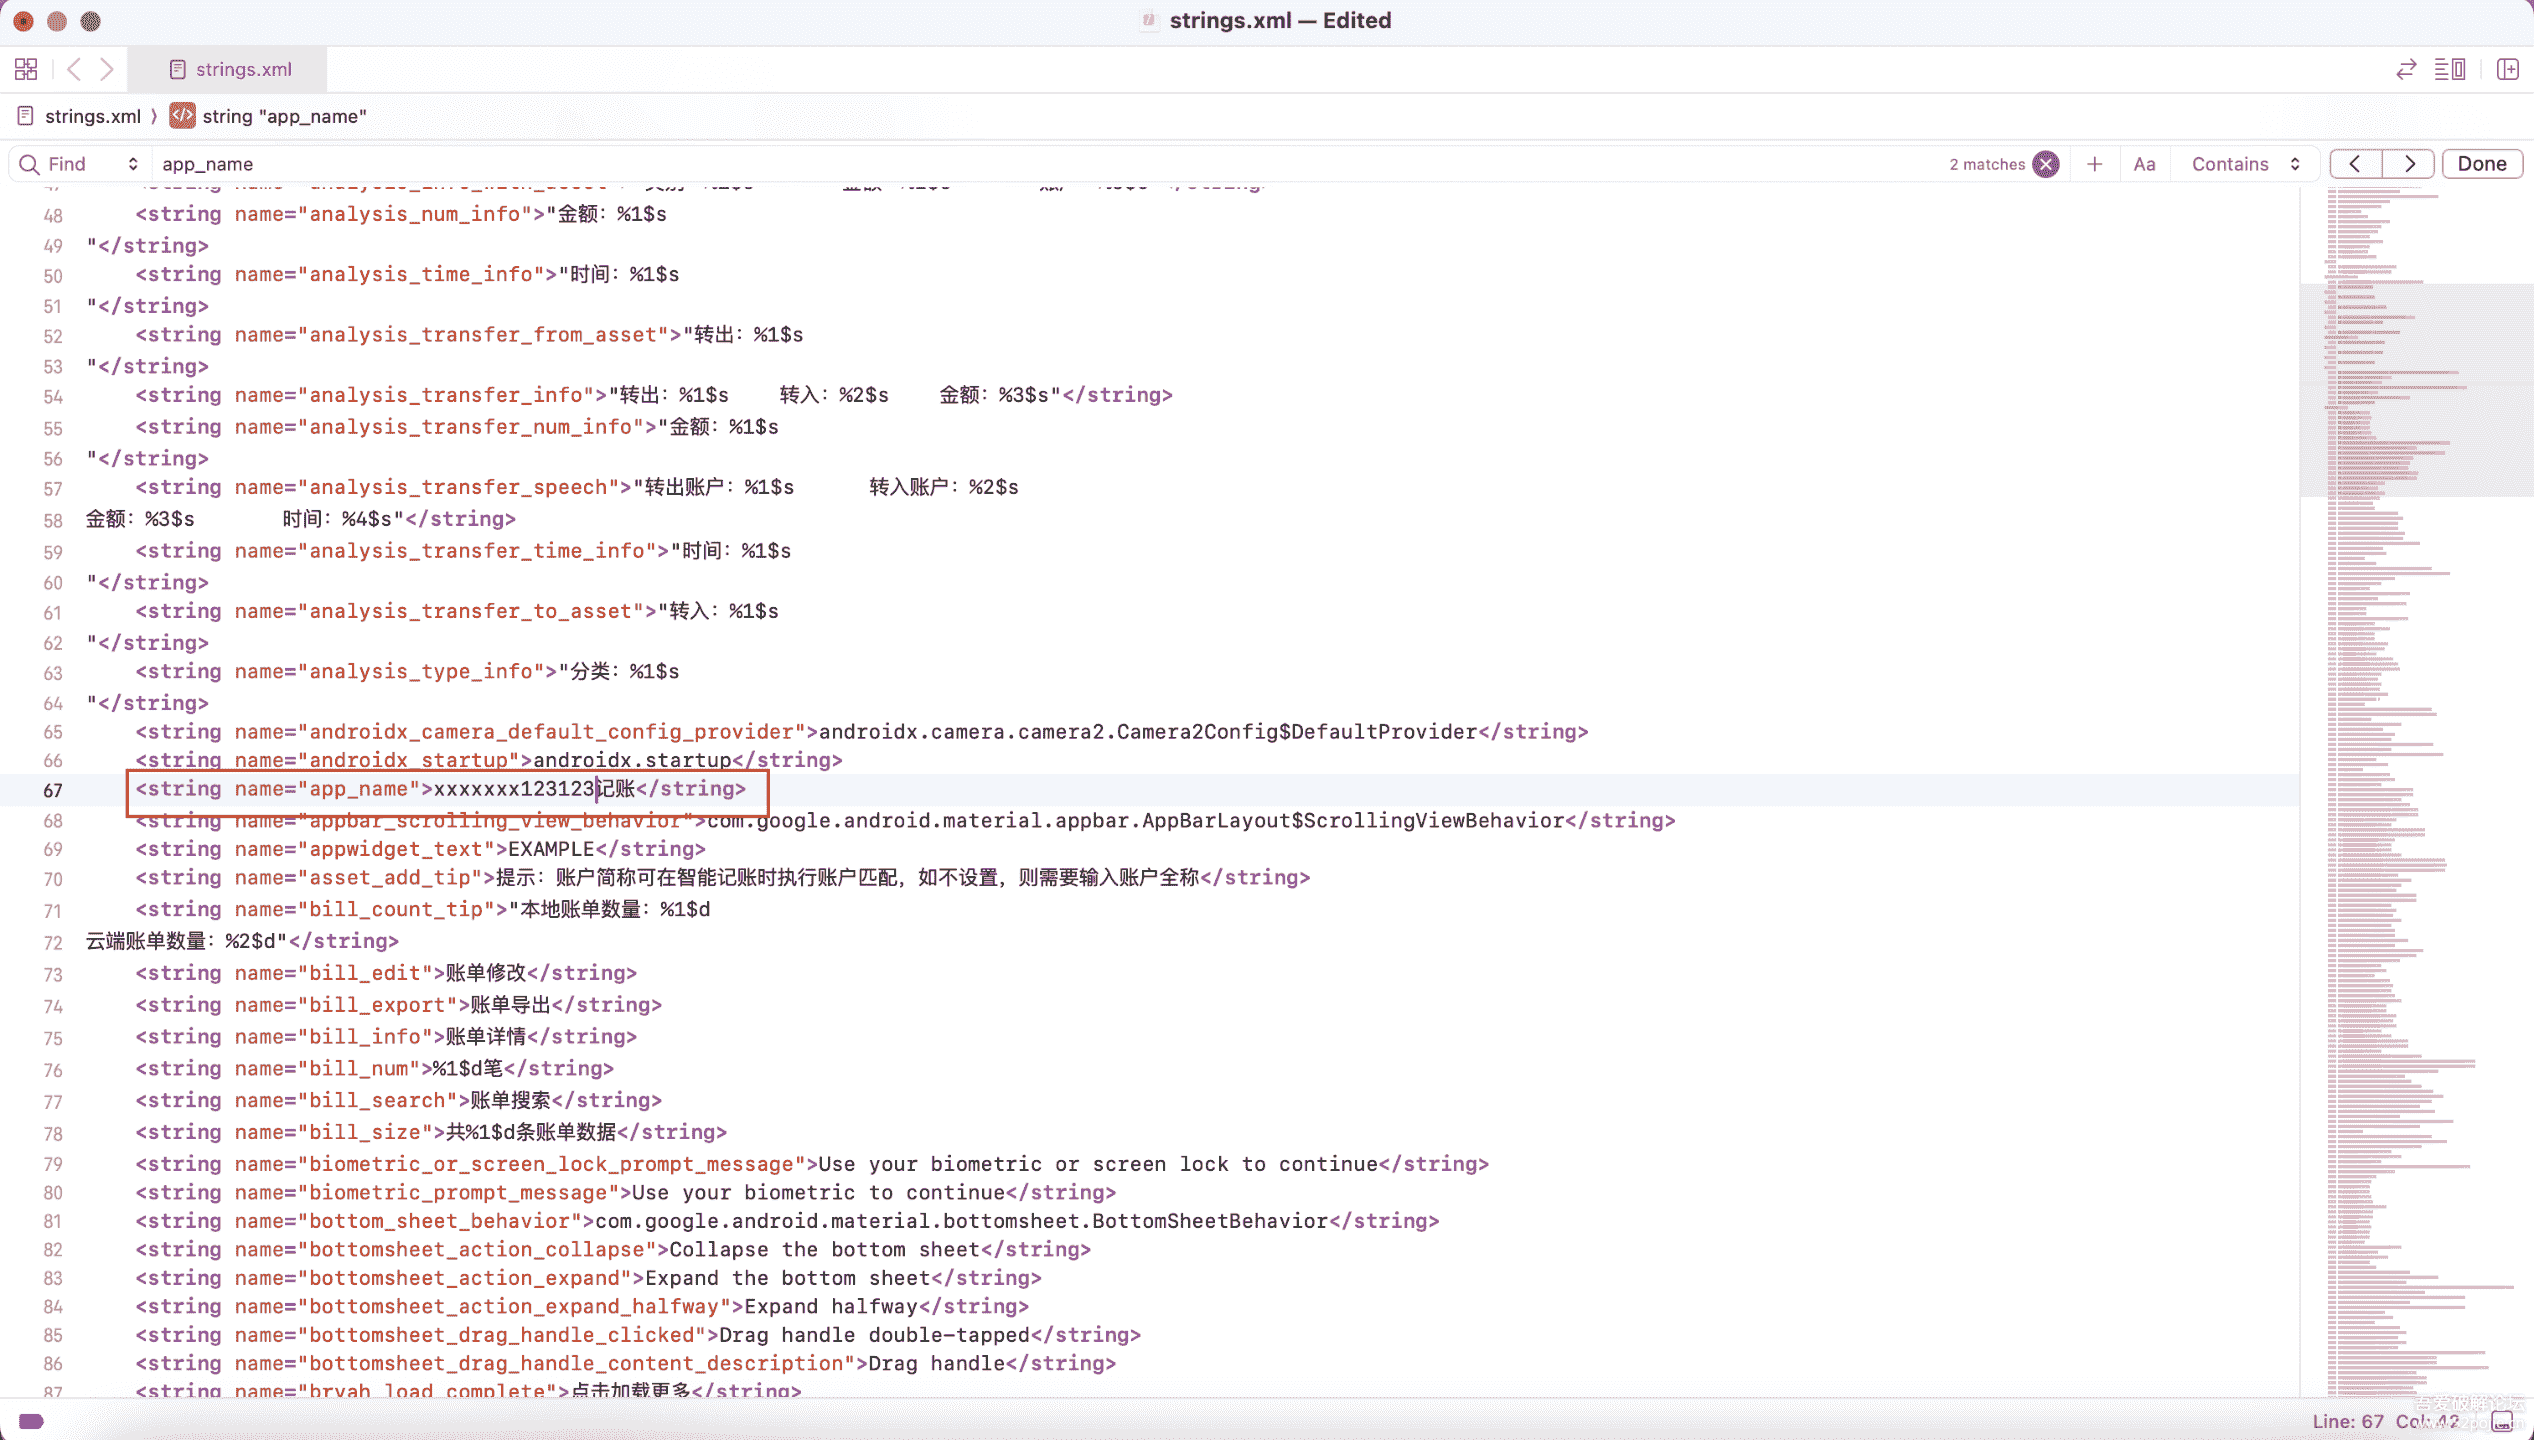 strings.xml — Edited
strings.xml
strings.xml 〉 string "app_name"
Find app_name 2 matches Aa Contains Done
48 <string name="analysis_num_info">"金额：%1$s
49 "</string>
50 <string name="analysis_time_info">"时间：%1$s
51 "</string>
52 <string name="analysis_transfer_from_asset">"转出：%1$s
53 "</string>
54 <string name="analysis_transfer_info">"转出：%1$s 转入：%2$s 金额：%3$s"</string>
55 <string name="analysis_transfer_num_info">"金额：%1$s
56 "</string>
57 <string name="analysis_transfer_speech">"转出账户：%1$s 转入账户：%2$s
58 金额：%3$s 时间：%4$s"</string>
59 <string name="analysis_transfer_time_info">"时间：%1$s
60 "</string>
61 <string name="analysis_transfer_to_asset">"转入：%1$s
62 "</string>
63 <string name="analysis_type_info">"分类：%1$s
64 "</string>
65 <string name="androidx_camera_default_config_provider">androidx.camera.camera2.Camera2Config$DefaultProvider</string>
66 <string name="androidx_startup">androidx.startup</string>
67 <string name="app_name">xxxxxxx123123记账</string>
68 <string name="appbar_scrolling_view_behavior">com.google.android.material.appbar.AppBarLayout$ScrollingViewBehavior</string>
69 <string name="appwidget_text">EXAMPLE</string>
70 <string name="asset_add_tip">提示：账户简称可在智能记账时执行账户匹配，如不设置，则需要输入账户全称</string>
71 <string name="bill_count_tip">"本地账单数量：%1$d
72 云端账单数量：%2$d"</string>
73 <string name="bill_edit">账单修改</string>
74 <string name="bill_export">账单导出</string>
75 <string name="bill_info">账单详情</string>
76 <string name="bill_num">%1$d笔</string>
77 <string name="bill_search">账单搜索</string>
78 <string name="bill_size">共%1$d条账单数据</string>
79 <string name="biometric_or_screen_lock_prompt_message">Use your biometric or screen lock to continue</string>
80 <string name="biometric_prompt_message">Use your biometric to continue</string>
81 <string name="bottom_sheet_behavior">com.google.android.material.bottomsheet.BottomSheetBehavior</string>
82 <string name="bottomsheet_action_collapse">Collapse the bottom sheet</string>
83 <string name="bottomsheet_action_expand">Expand the bottom sheet</string>
84 <string name="bottomsheet_action_expand_halfway">Expand halfway</string>
85 <string name="bottomsheet_drag_handle_clicked">Drag handle double-tapped</string>
86 <string name="bottomsheet_drag_handle_content_description">Drag handle</string>
87 <string name="brvah_load_complete">点击加载更多</string>
吾爱破解论坛
Line: 67 Col: 42